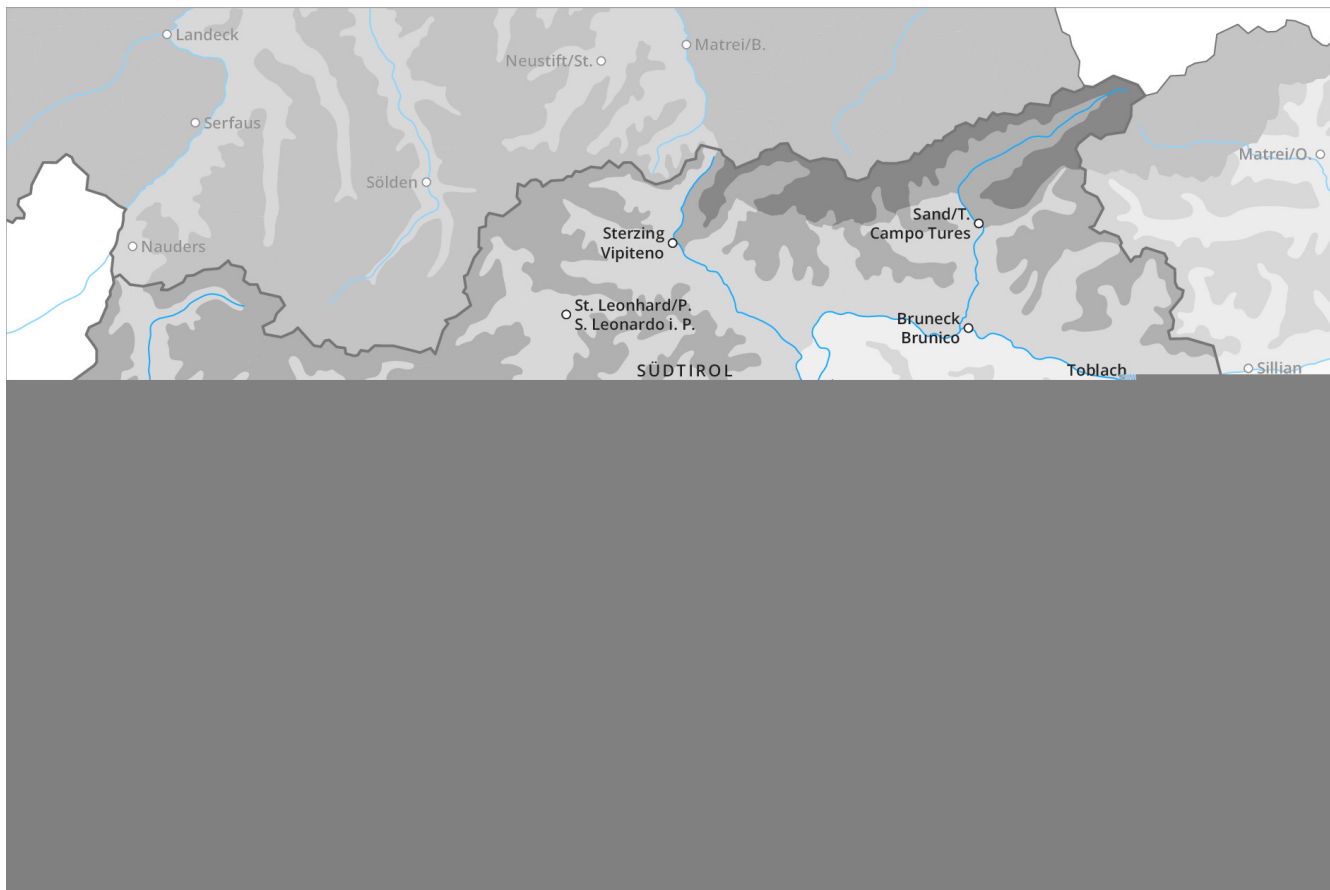 Landeck
Matrei/B.
Neustift/St.
Serfaus
Matrei/O.
Sölden
Sand/T.
Campo Tures
Sterzing
Vipiteno
Nauders
St. Leonhard/P.
S. Leonardo i. P.
Bruneck
Brunico
SÜDTIROL
Toblach
Sillian